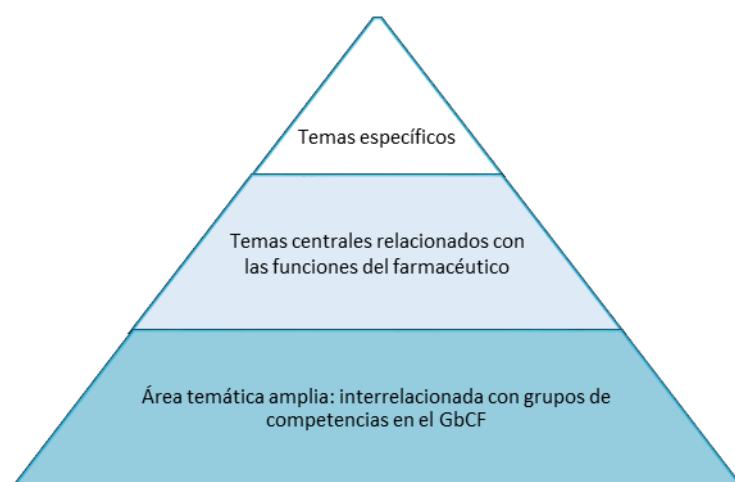 Temas específicos
Temas centrales relacionados con
las funciones del farmacéutico
Área temática amplia: interrelacionada con grupos de
competencias en el GbCF